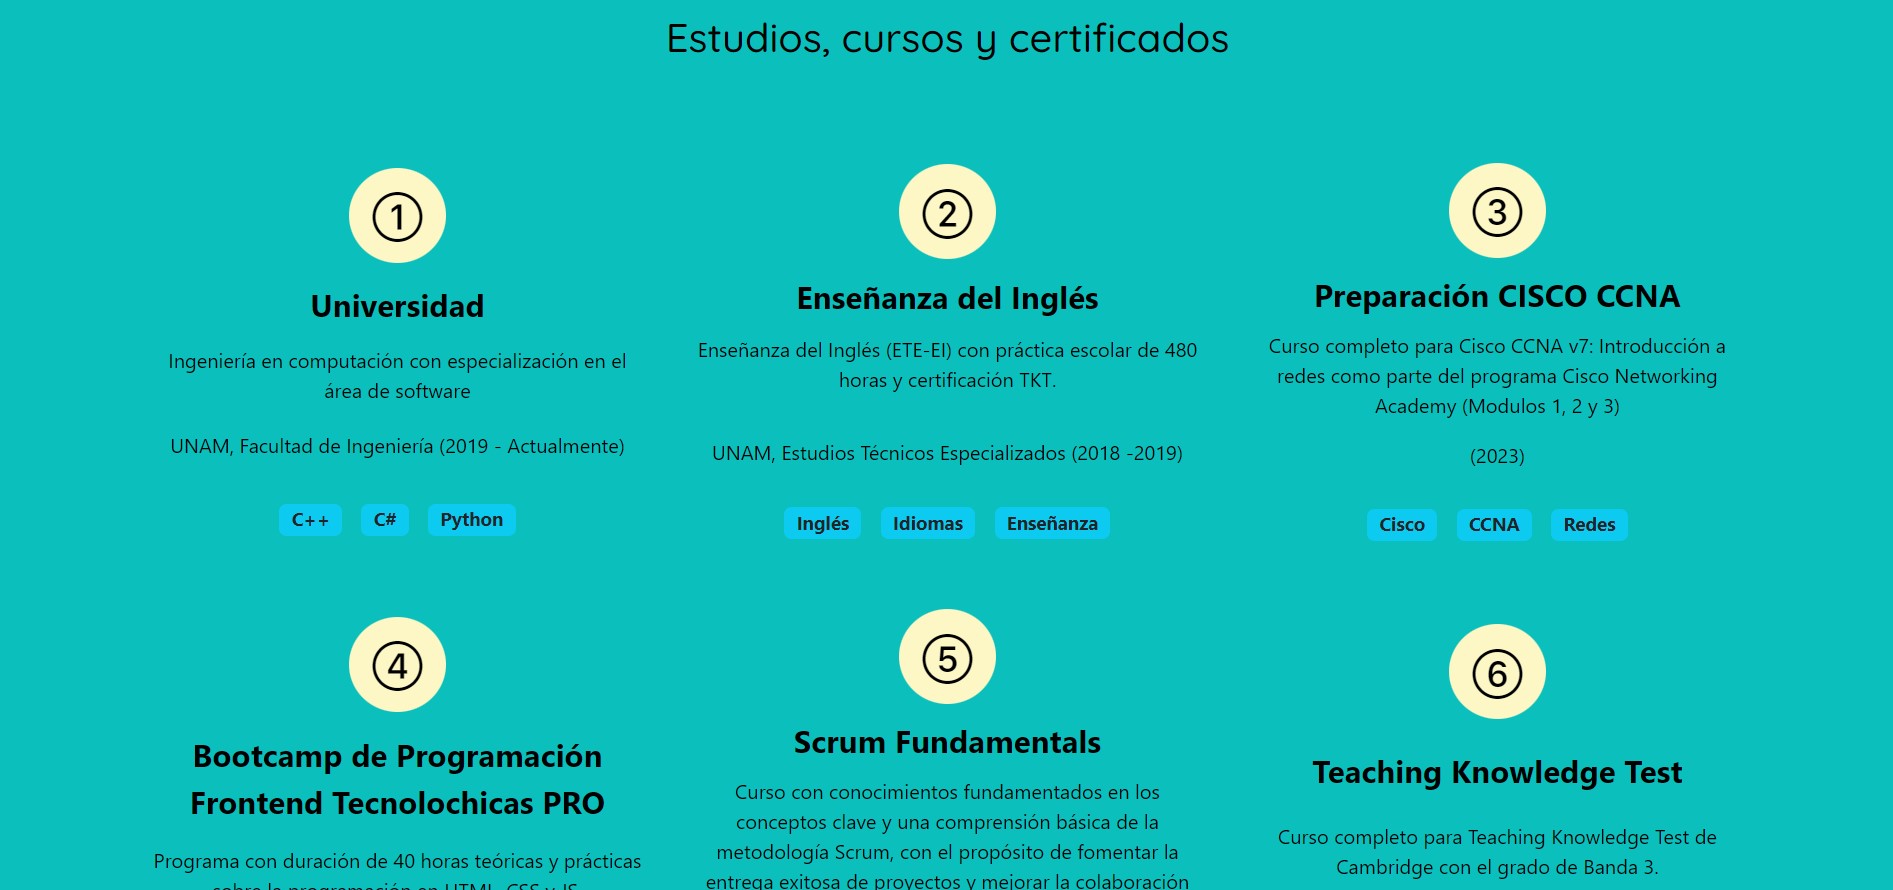 Estudios, cursos y certificados
①
Universidad
Ingeniería en computación con especialización en el
área de software
UNAM, Facultad de Ingeniería (2019 - Actualmente)
C++ C# Python
②
Enseñanza del Inglés
Enseñanza del Inglés (ETE-EI) con práctica escolar de 480
horas y certificación TKT.
UNAM, Estudios Técnicos Especializados (2018 -2019)
Inglés Idiomas Enseñanza
③
Preparación CISCO CCNA
Curso completo para Cisco CCNA v7: Introducción a
redes como parte del programa Cisco Networking
Academy (Modulos 1, 2 y 3)
(2023)
Cisco CCNA Redes
④
Bootcamp de Programación
Frontend Tecnolochicas PRO
Programa con duración de 40 horas teóricas y prácticas
sobre la programación en HTML, CSS y JS
⑤
Scrum Fundamentals
Curso con conocimientos fundamentados en los
conceptos clave y una comprensión básica de la
metodología Scrum, con el propósito de fomentar la
entrega exitosa de proyectos y mejorar la colaboración
⑥
Teaching Knowledge Test
Curso completo para Teaching Knowledge Test de
Cambridge con el grado de Banda 3.